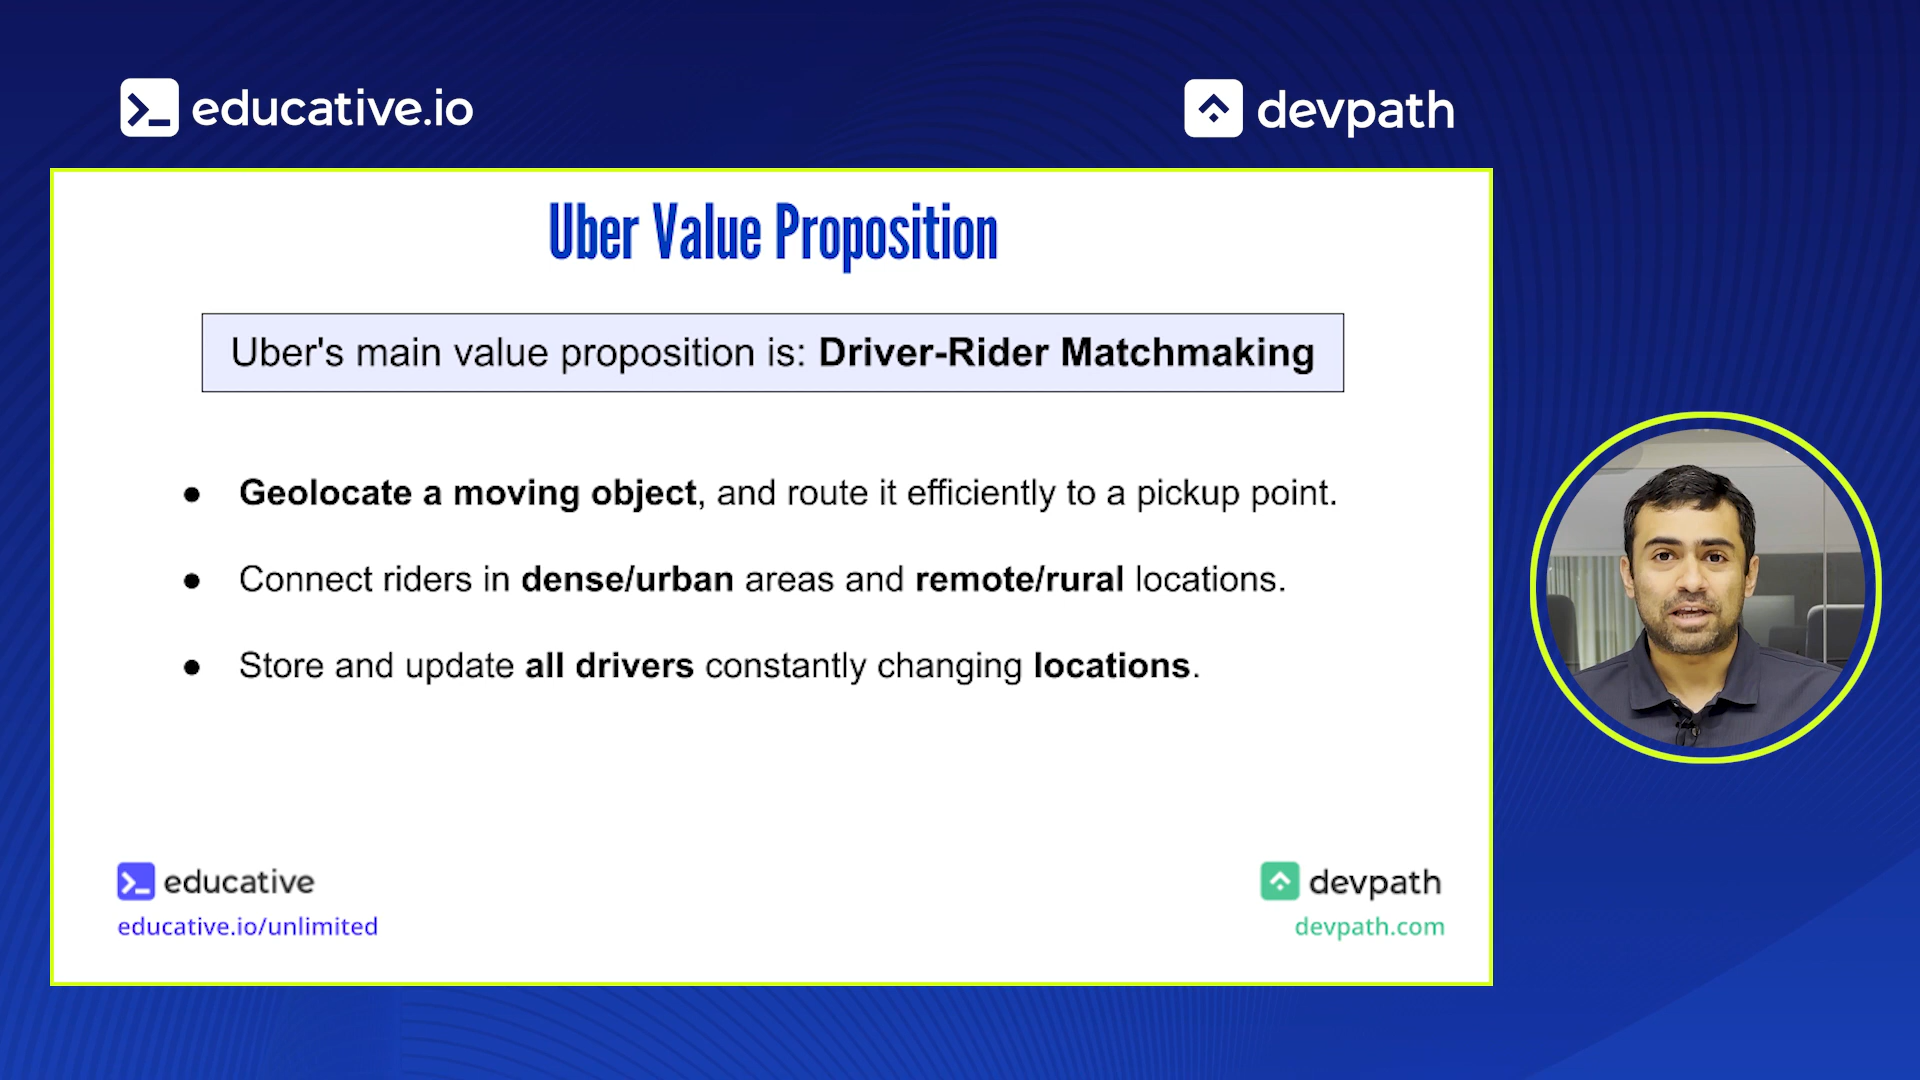 educative.io
devpath
Uber Value Proposition
Uber's main value proposition is: Driver-Rider Matchmaking
● Geolocate a moving object, and route it efficiently to a pickup point.
● Connect riders in dense/urban areas and remote/rural locations.
● Store and update all drivers constantly changing locations.
educative
devpath
educative.io/unlimited
devpath.com